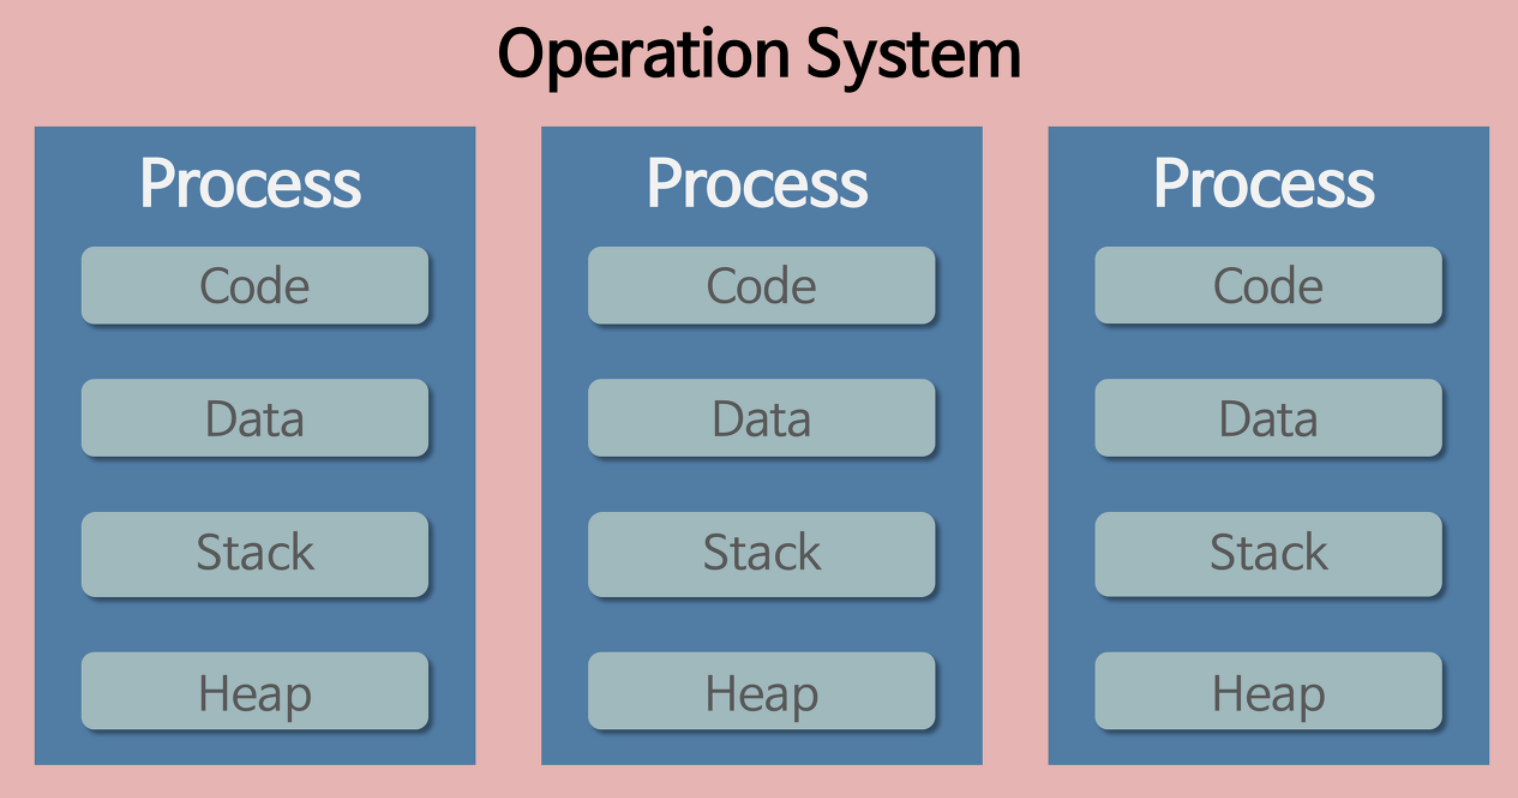 Operation System
Process
Code
Data
Stack
Heap
Process
Code
Data
Stack
Heap
Process
Code
Data
Stack
Heap